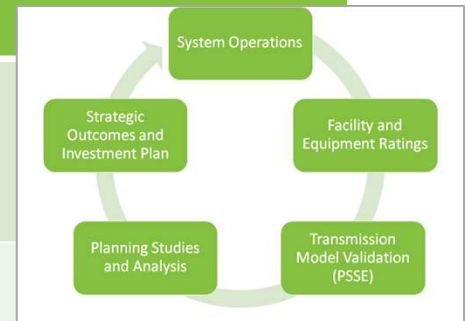 System Operations
Facility and
Equipment Ratings
Transmission
Model Validation
(PSSE)
Planning Studies
and Analysis
Strategic
Outcomes and
Investment Plan